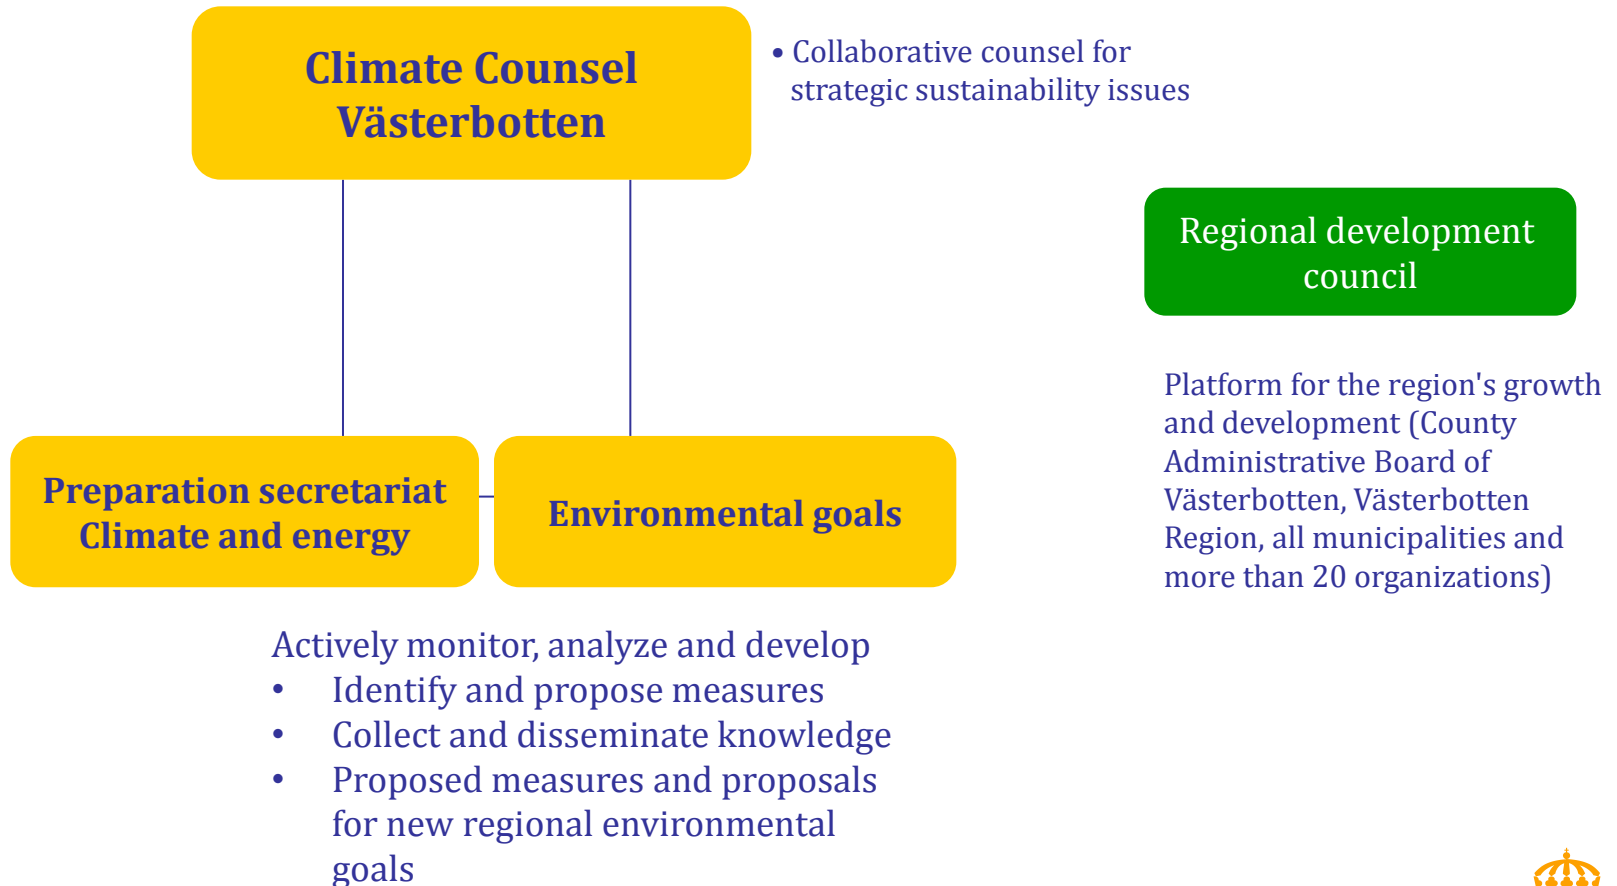 Climate Counsel
Västerbotten
• Collaborative counsel for
strategic sustainability issues
Regional development
council
Platform for the region's growth
and development (County
Administrative Board of
Västerbotten, Västerbotten
Region, all municipalities and
more than 20 organizations)
Preparation secretariat
Climate and energy
Environmental goals
Actively monitor, analyze and develop
• Identify and propose measures
• Collect and disseminate knowledge
• Proposed measures and proposals
for new regional environmental
goals